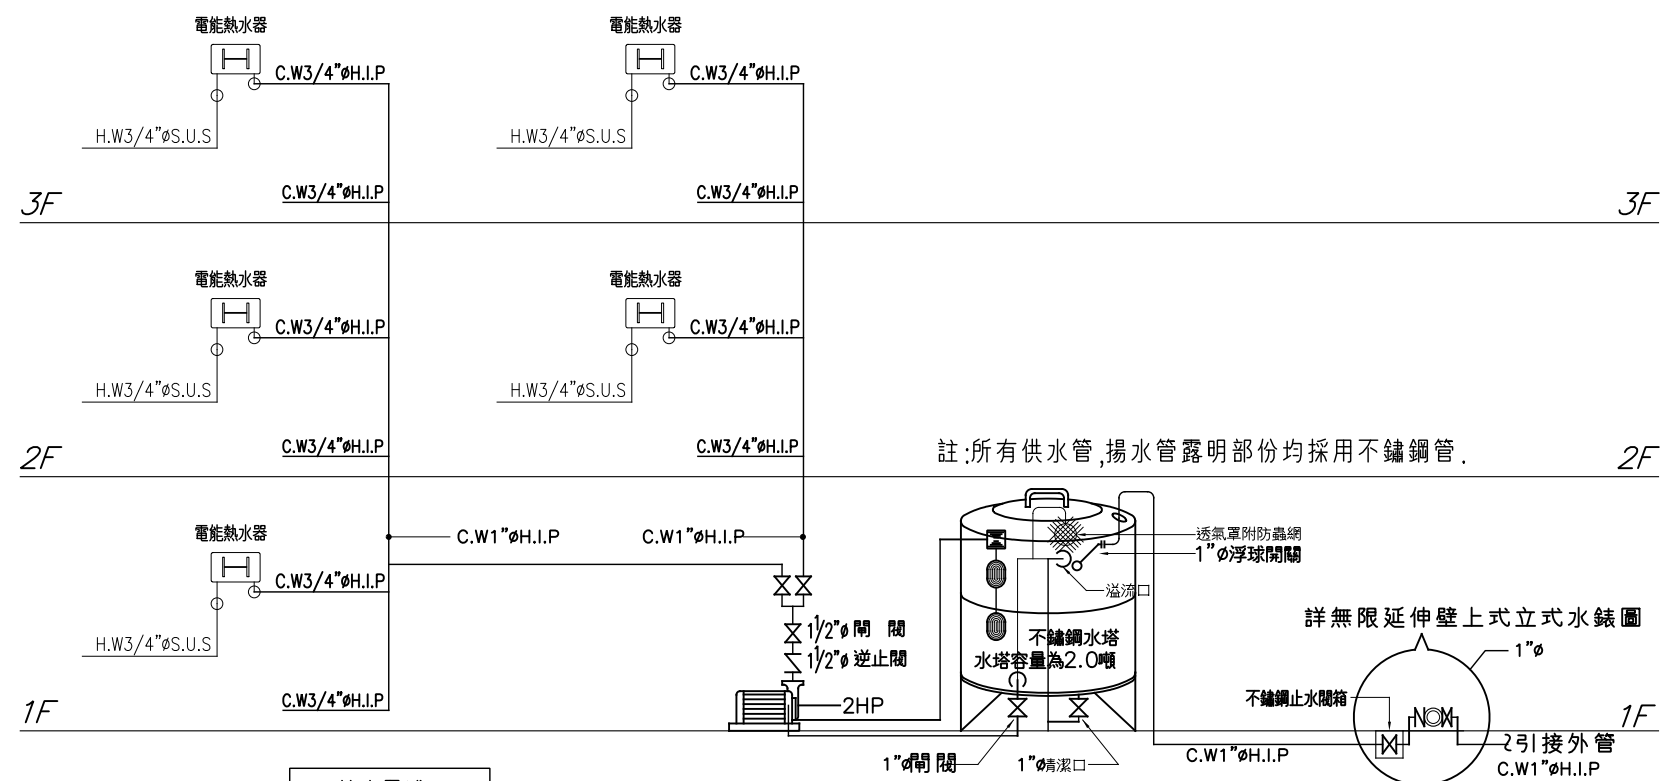 電能熱水器
電能熱水器
C.W3/4"øH.I.P
C.W3/4"øH.I.P
H.W3/4"øS.U.S
H.W3/4"øS.U.S
C.W3/4"øH.I.P
C.W3/4"øH.I.P
3F
3F
電能熱水器
電能熱水器
C.W3/4"øH.I.P
C.W3/4"øH.I.P
H.W3/4"øS.U.S
H.W3/4"øS.U.S
C.W3/4"øH.I.P
C.W3/4"øH.I.P
註:所有供水管,揚水管露明部份均採用不鏽鋼管.
2F
2F
電能熱水器
C.W1"øH.I.P
C.W1"øH.I.P
透氣罩附防蟲網
1"ø浮球開關
C.W3/4"øH.I.P
溢流口
詳無限延伸壁上式立式水錶圖
1 1/2"ø閘 閥
不鏽鋼水塔
H.W3/4"øS.U.S
1"ø
1 1/2"ø逆止閥
水塔容量為2.0噸
C.W3/4"øH.I.P
不鏽鋼止水閥箱
2HP
1F
1F
引接外管
1"ø閘閥
1"ø清潔口
C.W1"øH.I.P
C.W1"øH.I.P